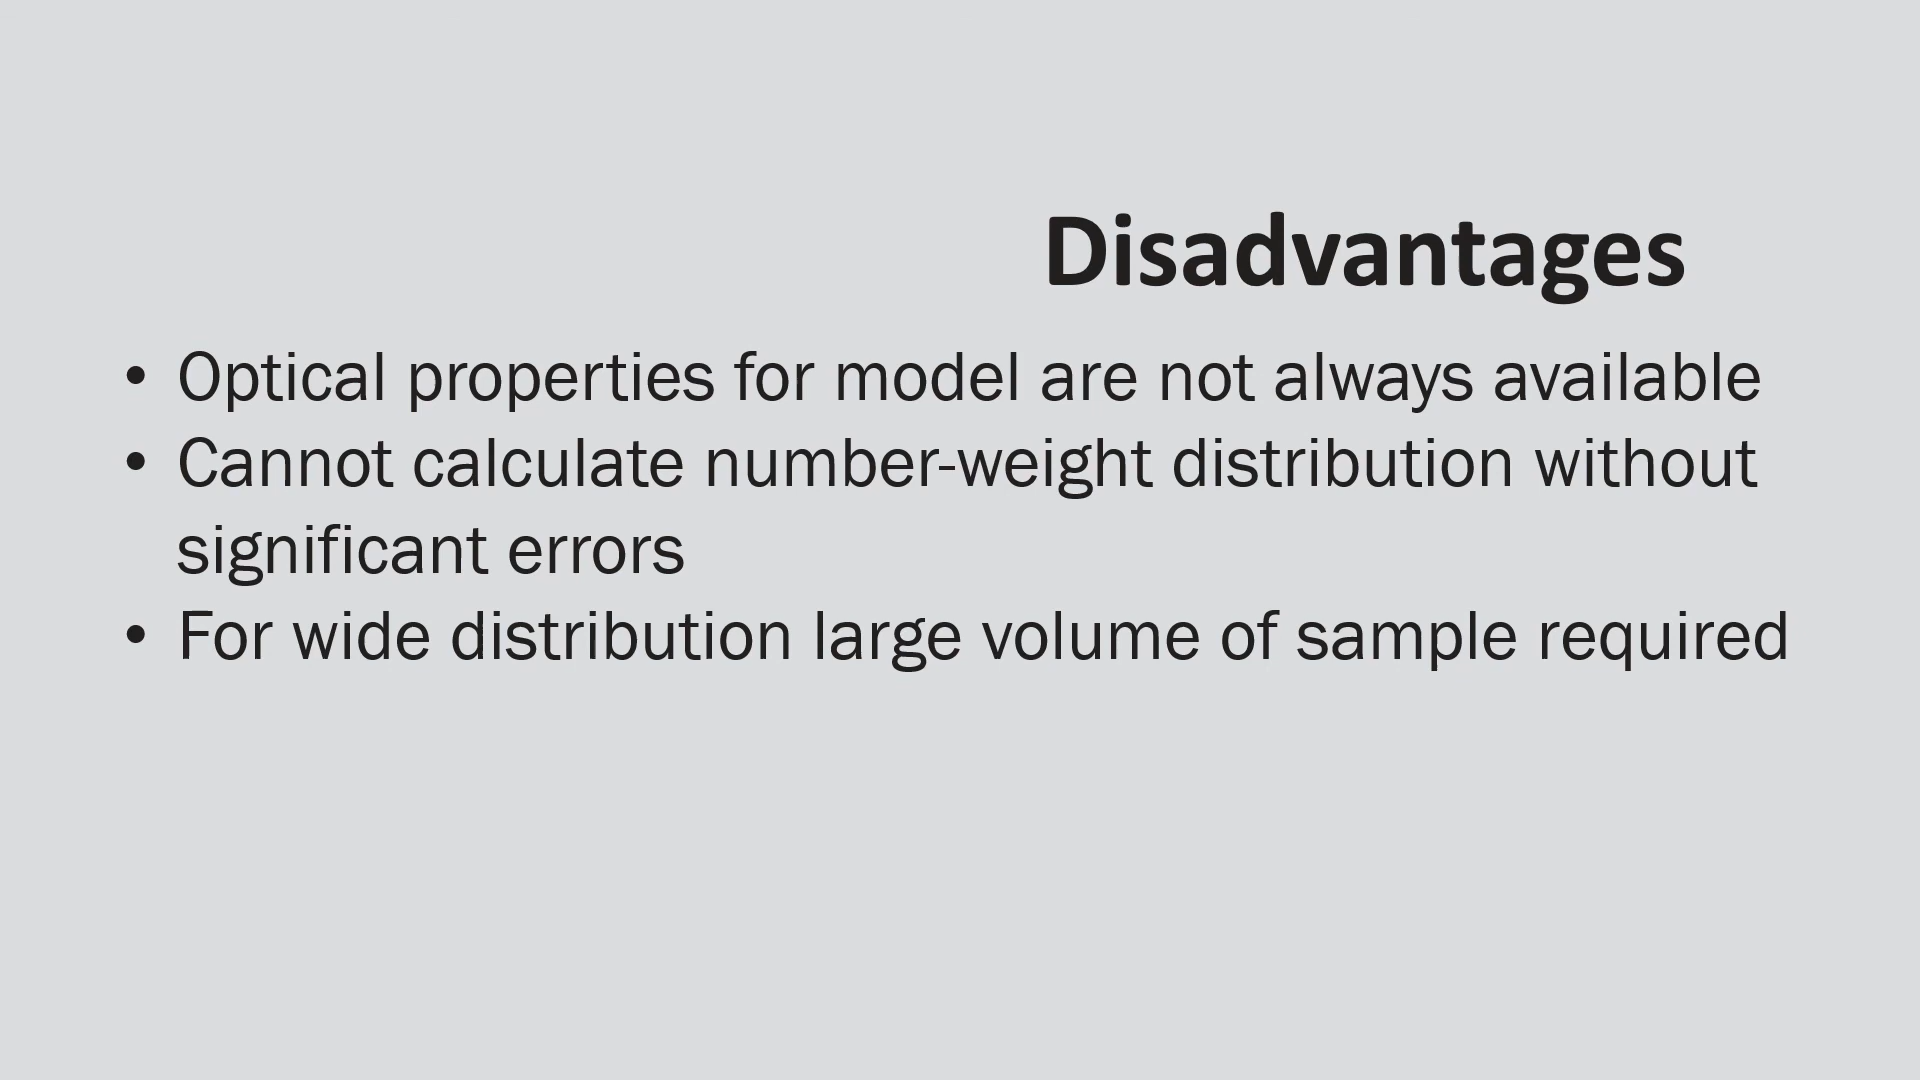 Disadvantages
• Optical properties for model are not always available
• Cannot calculate number-weight distribution without
significant errors
• For wide distribution large volume of sample required